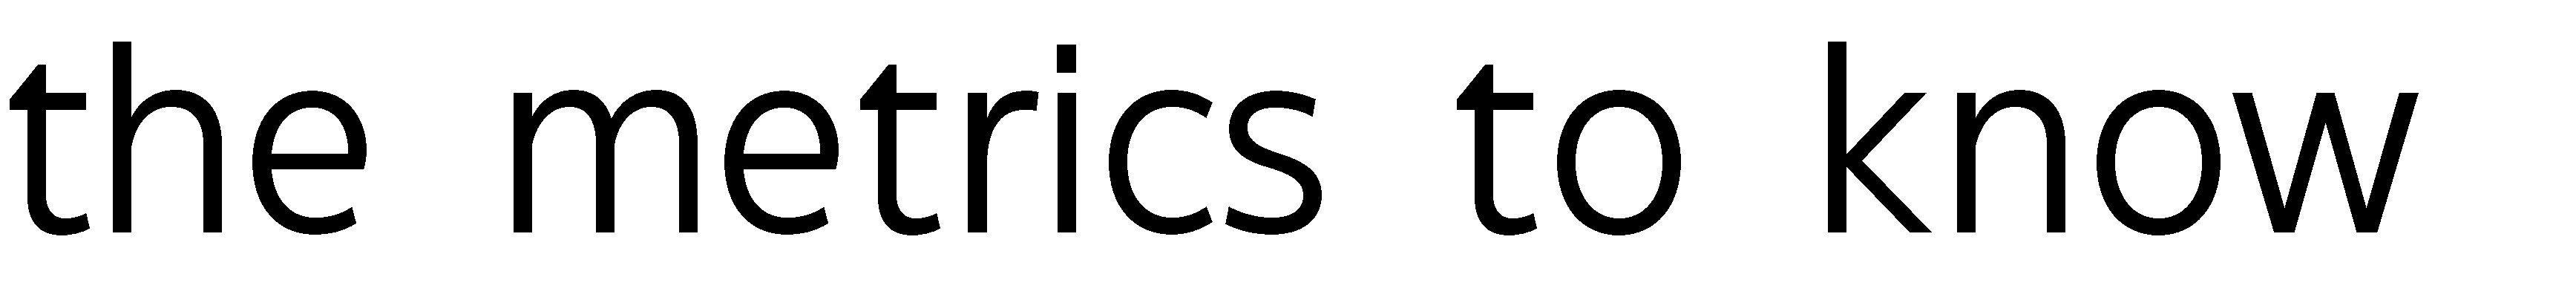 the metrics to know